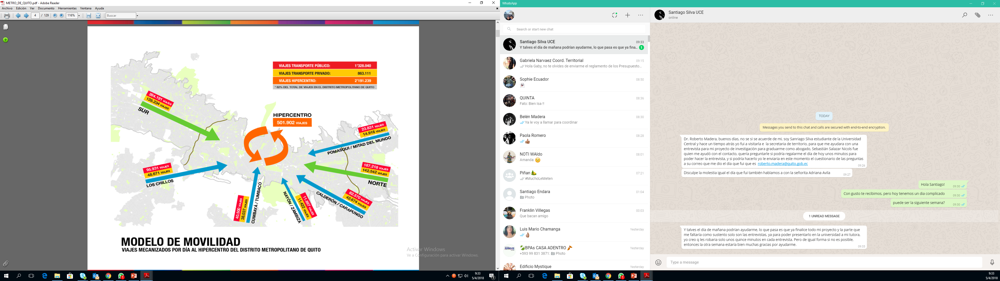 METRO_DE_QUITO.pdf - Adobe Reader
Archivo Edición Ver Documento Herramientas Ventana Ayuda
4 / 129 116% Buscar
VIAJES TRANSPORTE PÚBLICO: 1'328.040
VIAJES TRANSPORTE PRIVADO: 863.111
VIAJES HIPERCENTRO: 2'191.239
* 62% DEL TOTAL DE VIAJES EN EL DISTRITO METROPOLITANO DE QUITO
384.191 VIAJES
128.234 VIAJES
SUR
HIPERCENTRO
501.902 VIAJES
23.831 VIAJES
14.916 VIAJES
POMASQUI / MITAD DEL MUNDO
95.931 VIAJES
48.671 VIAJES
LOS CHILLOS
187.218 VIAJES
142.542 VIAJES
NORTE
40.500 VIAJES
36.037 VIAJES
CUMBAYÁ / TUMBACO
11.897 VIAJES
11.422 VIAJES
NAYÓN / ZÁMBIZA
82.570 VIAJES
42.674 VIAJES
CALDERÓN / CARAPUNGO
MODELO DE MOVILIDAD
VIAJES MECANIZADOS POR DÍA AL HIPERCENTRO DEL DISTRITO METROPOLITANO DE QUITO
Activar Windows
Ve a Configuración para activar Windows.
9:33
5/4/2018
1
WhatsApp
Search or start new chat
Santiago Silva UCE 09:33
Y talves el día de mañana podrían ayudarme, lo que pasa es que ya fina... 1
Gabriela Narvaez Coord. Territorial 09:15
Hola Gaby, no te olvides de enviarme el reglamento de los Presupuesto...
Sophie Ecuador 08:50
QUINTA 08:36
Fato: Bien Isa !!
Belén Madera 08:30
Ya le voy a llamar para coordinar
Paola Romero 08:28
NOTI WAldo 08:01
Amanda:
Piñan 07:21
#MuchoLeMeten
Santiago Endara 01:04
Photo
Franklin Villegas 00:03
Que bacan amigo
Luis Mario Chamanga Yesterday
BPAs CASA ADENTRO Yesterday
+593 99 831 3871: Photo
Edificio Mystique Yesterday
Santiago Silva UCE
online
TODAY
Messages you send to this chat and calls are secured with end-to-end encryption.
Dr. Roberto Madera, buenos días, no se si se acuerde de mi, soy Sanriago Silva estudiante de la Universidad
Central y hace un tiempo atrás yo fui a visitarla e la secretaria de territorio, para que me ayudara con una
entrevista para mi proyecto de investigación para graduarme como abogado, Sebastián Salazar Nicols fue
quien me ayudó con el contacto, quería preguntarle si podría regalarme el día de hoy unos minutos para
poder hacer la entrevista, y si podría hacerlo yo le enviaria en este momento el cuestionario de las preguntas
a su correo que me dio el día que fui que es roberto.madera@quito.gob.ec
09:26
Disculpe la molestia igual el día que fui también hablamos a con la señorita Adriana Avila 09:27
Hola Santiago! 09:30
Con gusto te recibimos, pero hoy tenemos un dia complicado 09:30
puede ser la siguiente semana? 09:30
1 UNREAD MESSAGE
Y talves el día de mañana podrían ayudarme, lo que pasa es que ya finalice todo mi proyecto y la parte que
me faltaría como sustento solo son las entrevistas, ya para poder presentarlo en la universidad a mi tutora,
yo creo q les robaria solo unos quince minutos en cada entrevista. Pero de igual forma si no es posible,
entonces la otra semana estaría bien muchas gracias por ayudarme.
09:33
Type a message
9:33
5/4/2018